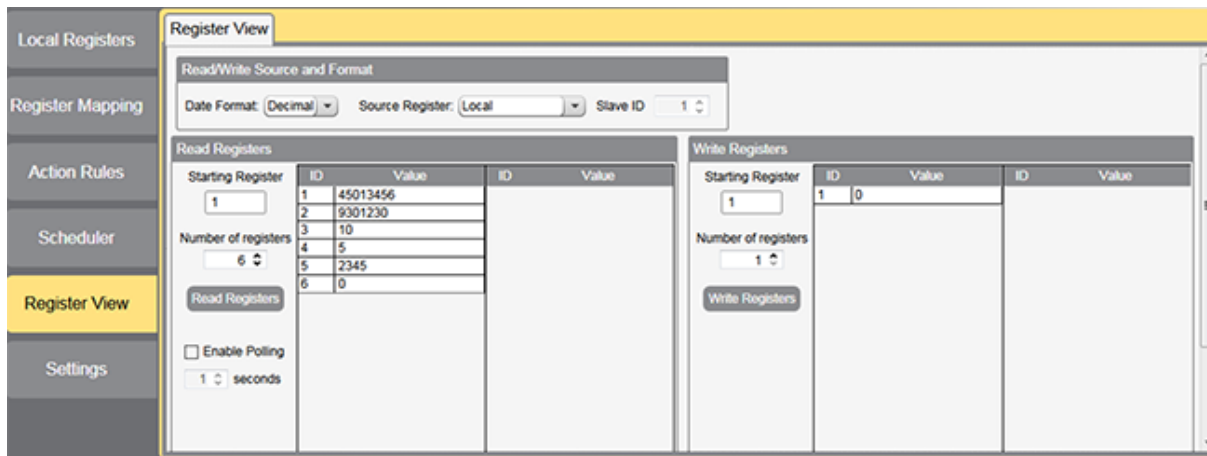 Local Registers
Register Mapping
Action Rules
Scheduler
Register View
Settings
Register View
Read/Write Source and Format
Date Format: Decimal Source Register: Local Slave ID 1
Read Registers
Starting Register
1
Number of registers
6
Read Registers
Enable Polling
1 seconds
ID Value ID Value
1 45013456
2 9301230
3 10
4 5
5 2345
6 0
Write Registers
Starting Register
1
Number of registers
1
Write Registers
ID Value ID Value
1 0